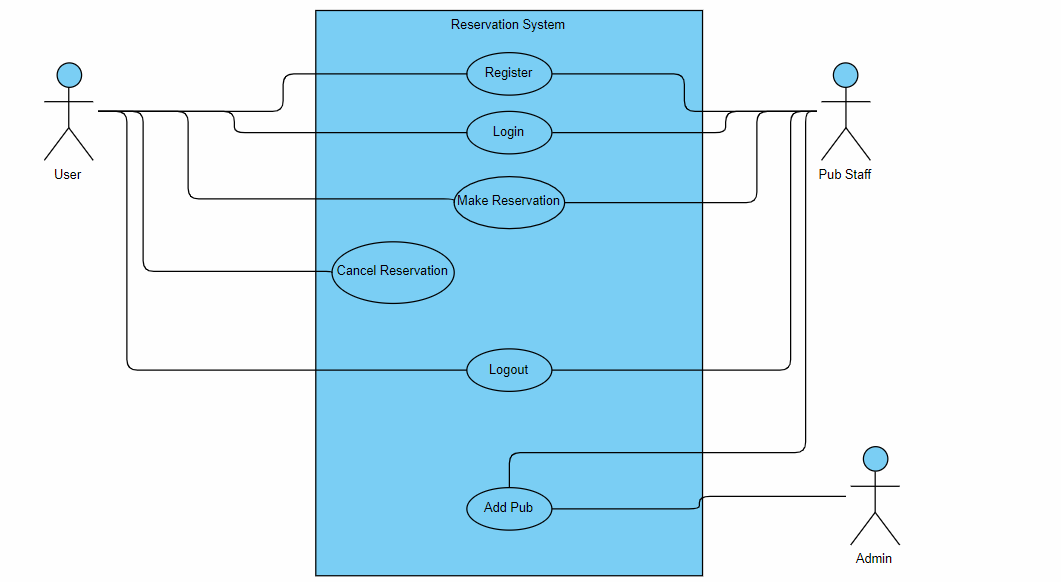 Reservation System
Register
Login
User
Pub Staff
Make Reservation
Cancel Reservation
Logout
Add Pub
Admin